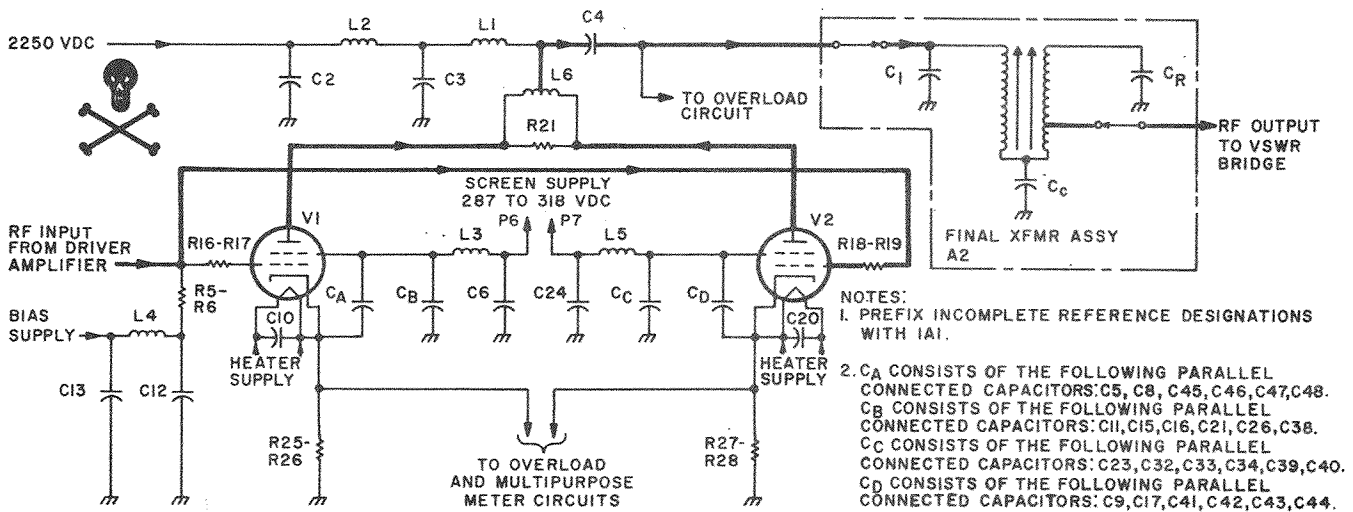 L2
L1
C4
2250 VDC
C2
C3
L6
TO OVERLOAD
CIRCUIT
R21
C1
CR
RF OUTPUT
TO VSWR
BRIDGE
CC
SCREEN SUPPLY
287 TO 318 VDC
P6
P7
V1
V2
RF INPUT
FROM DRIVER
AMPLIFIER
R16-R17
L3
L5
R18-R19
FINAL XFMR ASSY
A2
R5-
R6
CA
CB
C6
C24
CC
CD
BIAS
SUPPLY
L4
C10
C20
HEATER
SUPPLY
HEATER
SUPPLY
C13
C12
R25-
R26
R27-
R28
TO OVERLOAD
AND MULTIPURPOSE
METER CIRCUITS
NOTES:
1. PREFIX INCOMPLETE REFERENCE DESIGNATIONS
WITH 1A1.
2. CA CONSISTS OF THE FOLLOWING PARALLEL
CONNECTED CAPACITORS: C5, C8, C45, C46, C47, C48.
CB CONSISTS OF THE FOLLOWING PARALLEL
CONNECTED CAPACITORS: C11, C15, C16, C21, C26, C38.
CC CONSISTS OF THE FOLLOWING PARALLEL
CONNECTED CAPACITORS: C23, C32, C33, C34, C39, C40.
CD CONSISTS OF THE FOLLOWING PARALLEL
CONNECTED CAPACITORS: C9, C17, C41, C42, C43, C44.